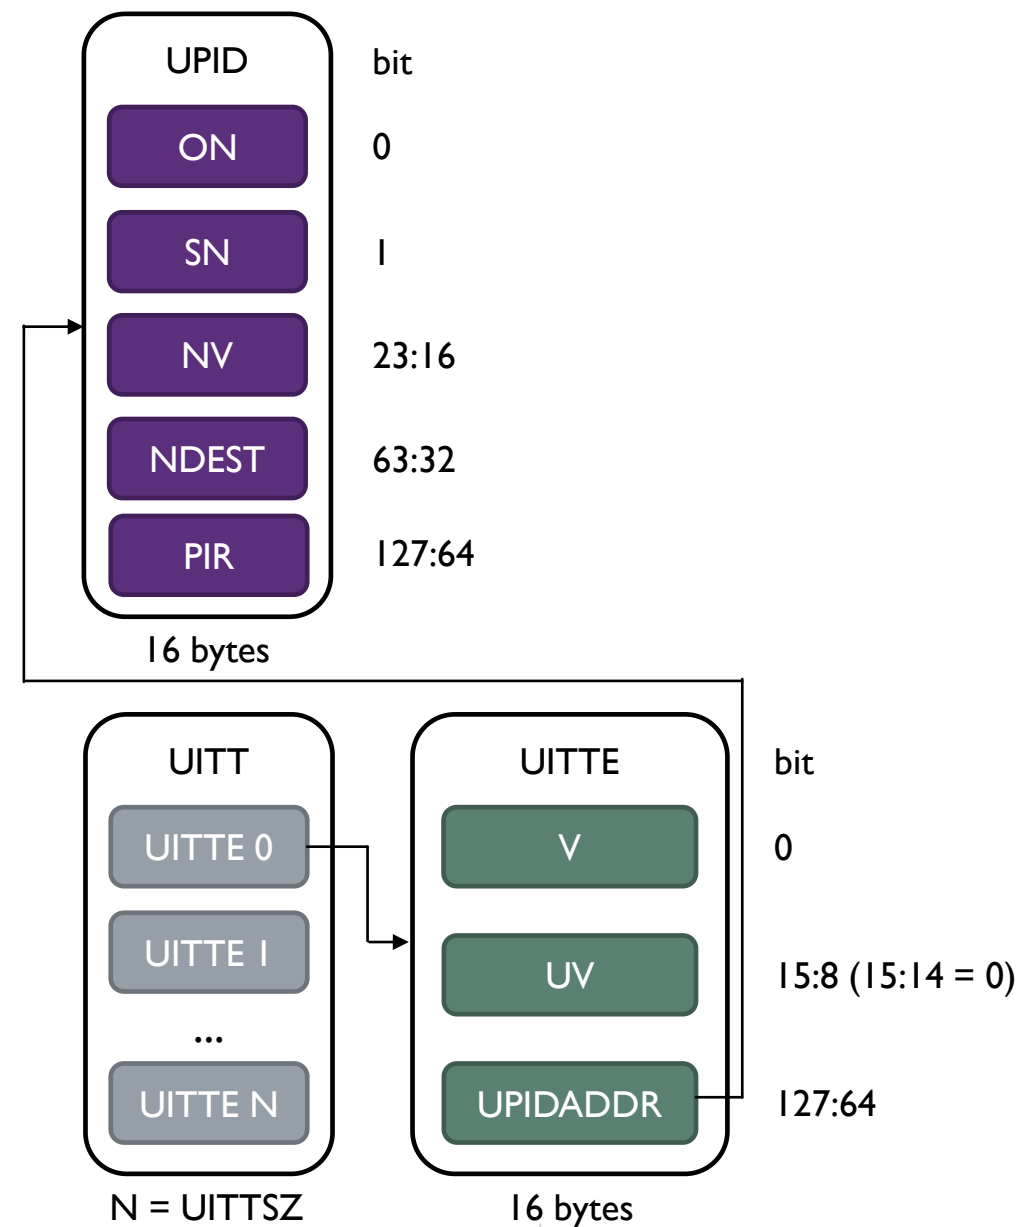 UPID bit
ON 0
SN 1
NV 23:16
NDEST 63:32
PIR 127:64
16 bytes
UITT UITTE bit
UITTE 0 V 0
UITTE 1 UV 15:8 (15:14 = 0)
...
UITTE N UPIDADDR 127:64
N = UITTSZ 16 bytes